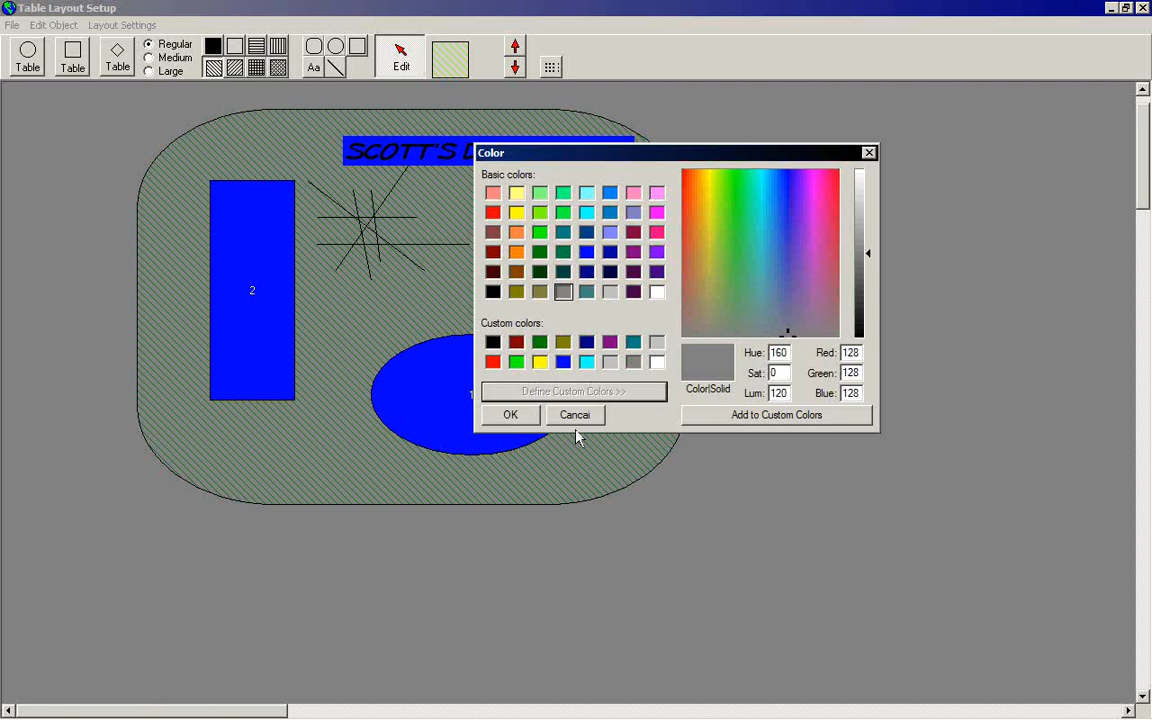 Table Layout Setup
File Edit Object Layout Settings
Table Table Table
Regular
Medium
Large
Aa
Edit
SCOTT'S D
Color
Basic colors:
Custom colors:
Define Custom Colors >>
OK Cancel
Color|Solid
Hue: 160 Red: 128
Sat: 0 Green: 128
Lum: 120 Blue: 128
Add to Custom Colors
2
1